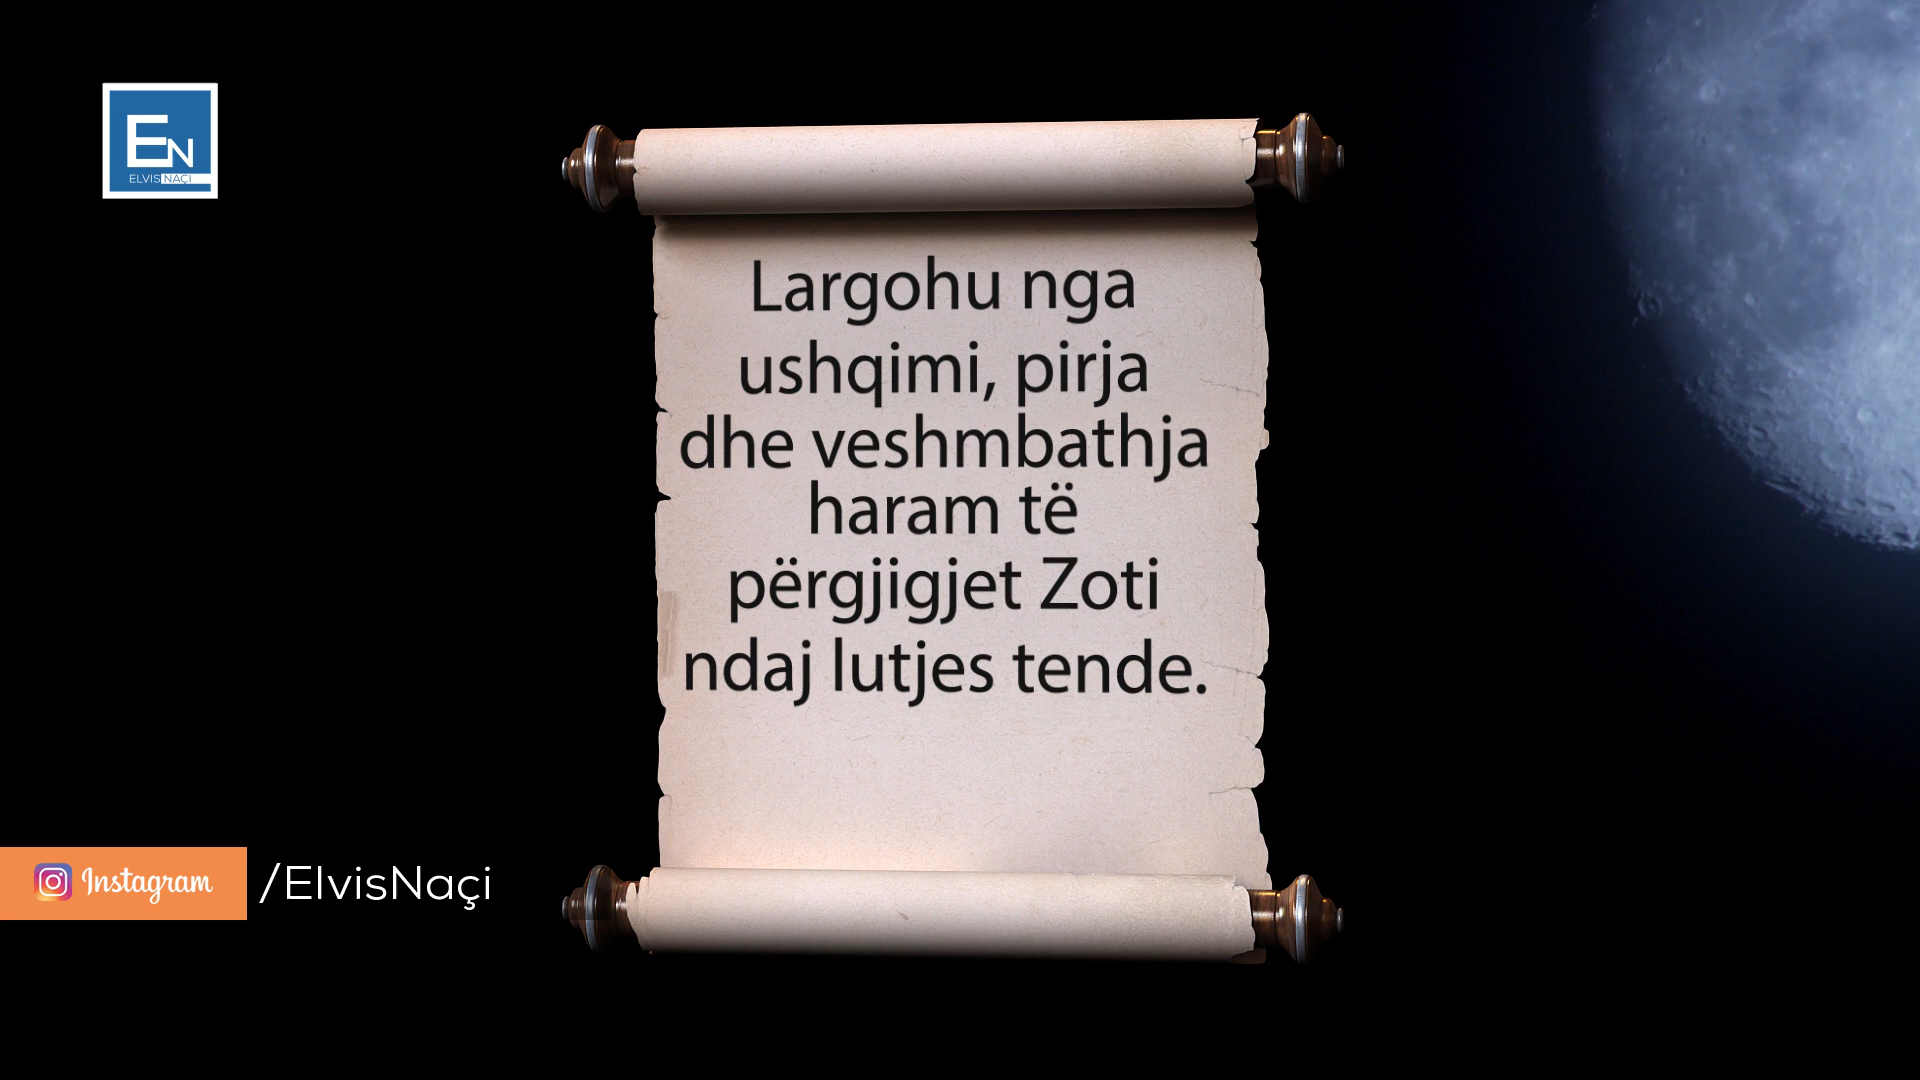 EN
ELVIS NAÇI
Largohu nga
ushqimi, pirja
dhe veshmbathja
haram të
përgjigjet Zoti
ndaj lutjes tende.
Instagram /ElvisNaçi